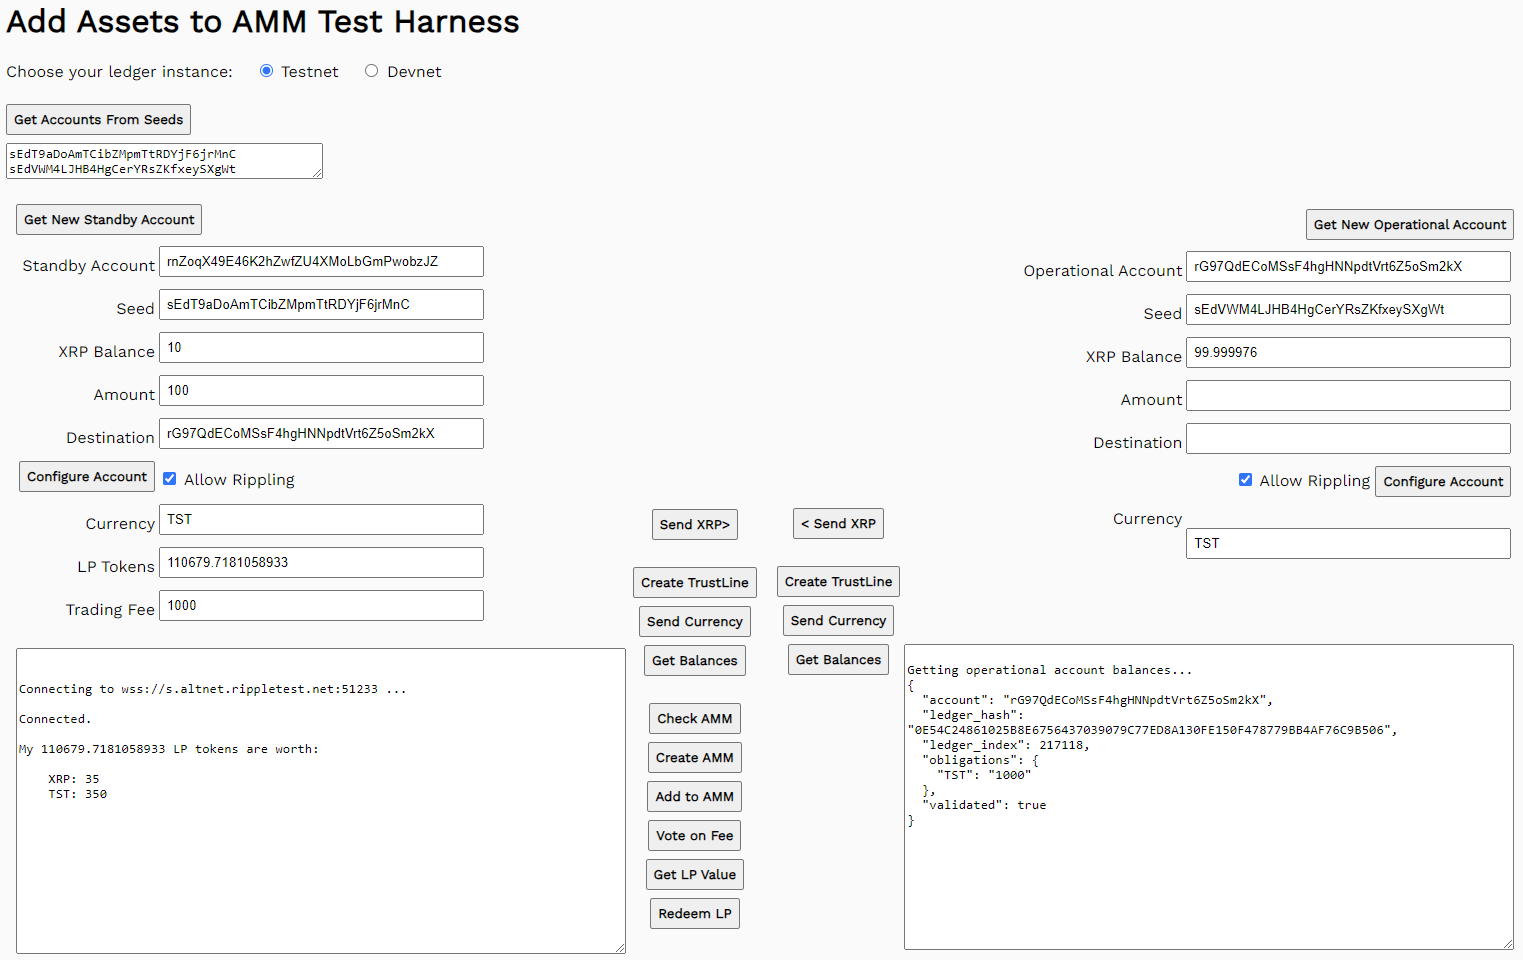 Add Assets to AMM Test Harness
Choose your ledger instance: Testnet Devnet
Get Accounts From Seeds
sEdT9aDoAmTCibZMpmTtRDYjF6jrMnC
sEdVWM4LJHB4HgCerYRsZKfxeySXgWt
Get New Standby Account
Standby Account rnZoqX49E46K2hZwfZU4XMoLbGmPwobzJZ
Seed sEdT9aDoAmTCibZMpmTtRDYjF6jrMnC
XRP Balance 10
Amount 100
Destination rG97QdECoMSsF4hgHNNpdtVrt6Z5oSm2kX
Configure Account Allow Rippling
Currency TST
LP Tokens 110679.7181058933
Trading Fee 1000
Connecting to wss://s.altnet.rippletest.net:51233 ...
Connected.
My 110679.7181058933 LP tokens are worth:
XRP: 35
TST: 350
Send XRP>
Create TrustLine
Send Currency
Get Balances
Check AMM
Create AMM
Add to AMM
Vote on Fee
Get LP Value
Redeem LP
< Send XRP
Create TrustLine
Send Currency
Get Balances
Get New Operational Account
Operational Account rG97QdECoMSsF4hgHNNpdtVrt6Z5oSm2kX
Seed sEdVWM4LJHB4HgCerYRsZKfxeySXgWt
XRP Balance 99.999976
Amount
Destination
Allow Rippling Configure Account
Currency
TST
Getting operational account balances...
{
"account": "rG97QdECoMSsF4hgHNNpdtVrt6Z5oSm2kX",
"ledger_hash":
"0E54C24861025B8E6756437039079C77ED8A130FE150F478779BB4AF76C9B506",
"ledger_index": 217118,
"obligations": {
"TST": "1000"
},
"validated": true
}